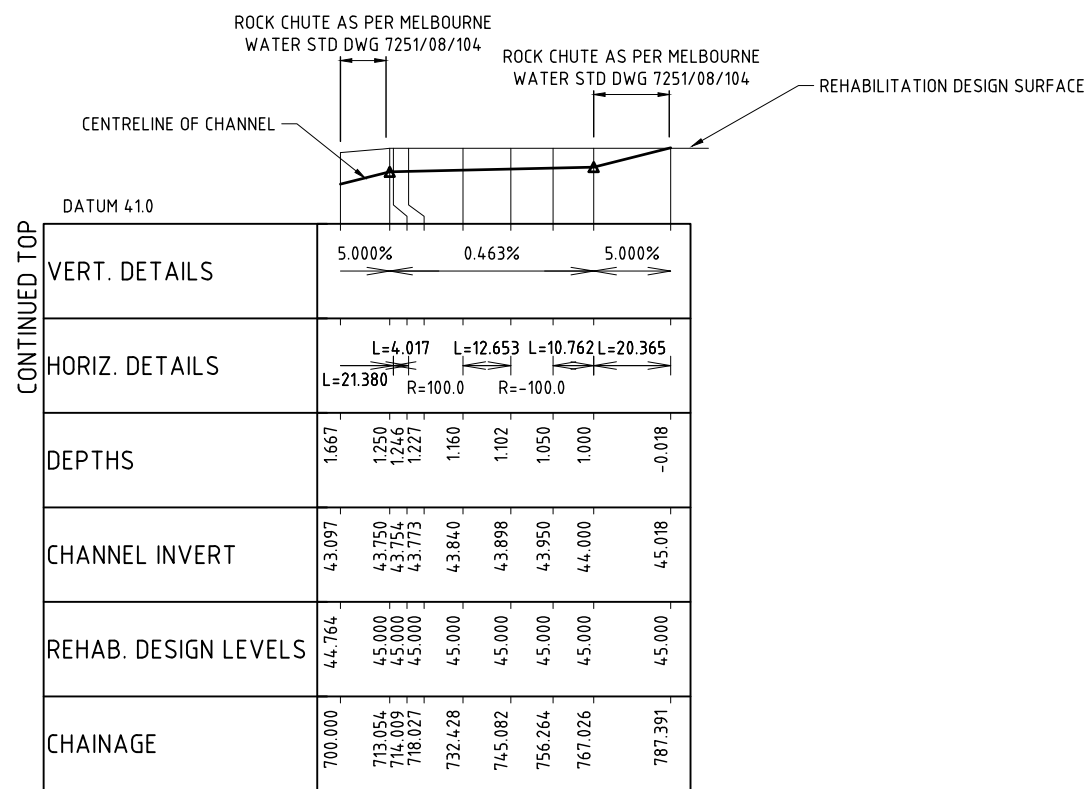 ROCK CHUTE AS PER MELBOURNE
WATER STD DWG 7251/08/104
ROCK CHUTE AS PER MELBOURNE
WATER STD DWG 7251/08/104
REHABILITATION DESIGN SURFACE
CENTRELINE OF CHANNEL
DATUM 41.0
CONTINUED TOP
VERT. DETAILS
5.000% 0.463% 5.000%
HORIZ. DETAILS
L=4.017 L=12.653 L=10.762 L=20.365
L=21.380 R=100.0 R=-100.0
DEPTHS
1.667 1.250 1.246 1.227 1.160 1.102 1.050 1.000 -0.018
CHANNEL INVERT
43.097 43.750 43.754 43.773 43.840 43.898 43.950 44.000 45.018
REHAB. DESIGN LEVELS
44.764 45.000 45.000 45.000 45.000 45.000 45.000 45.000 45.000
CHAINAGE
700.000 713.054 714.009 718.027 732.428 745.082 756.264 767.026 787.391